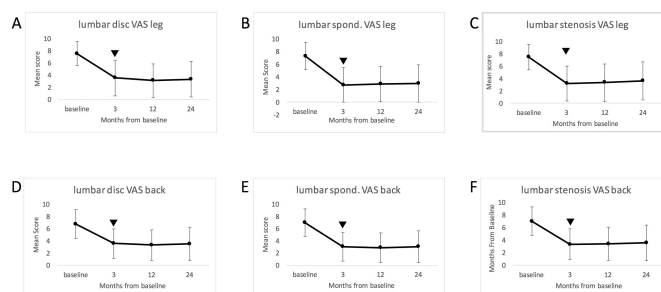 A
lumbar disc VAS leg
Mean score
10
8
6
4
2
0
baseline
3
12
24
Months from baseline
B
lumbar spond. VAS leg
Mean Score
10
8
6
4
2
0
-2
baseline
3
12
24
Months from baseline
C
lumbar stenosis VAS leg
Mean Score
10
8
6
4
2
0
baseline
3
12
24
Months from baseline
D
lumbar disc VAS back
Mean Score
10
8
6
4
2
0
baseline
3
12
24
Months from baseline
E
lumbar spond. VAS back
Mean Score
10
8
6
4
2
0
baseline
3
12
24
Months from baseline
F
lumbar stenosis VAS back
Months From Baseline
10
8
6
4
2
0
baseline
3
12
24
Months from baseline